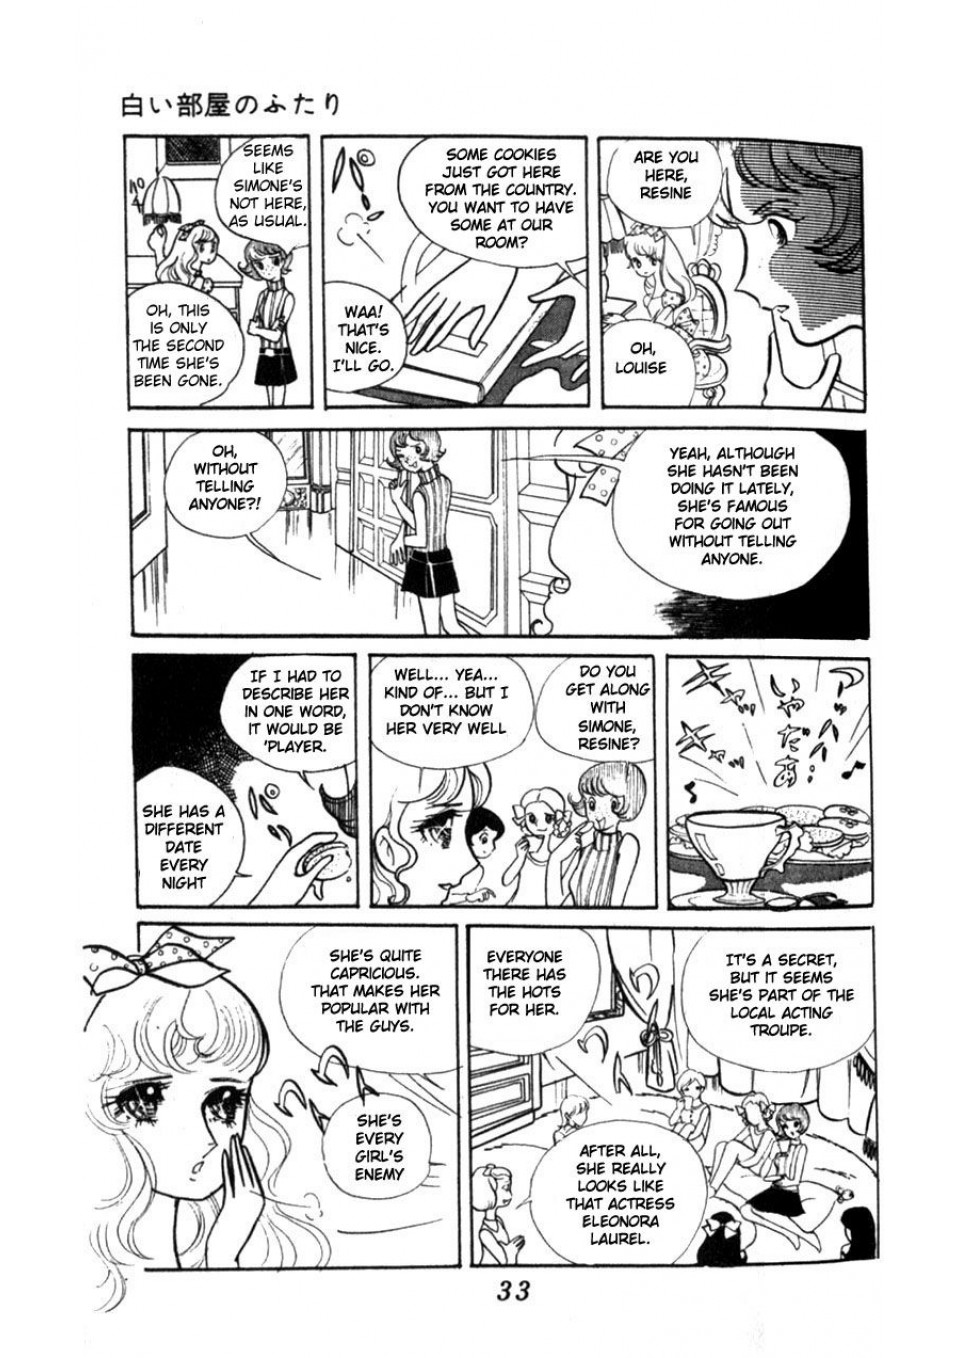 白い部屋のふたり
ARE YOU
HERE,
RESINE
OH,
LOUISE
SOME COOKIES
JUST GOT HERE
FROM THE COUNTRY.
YOU WANT TO HAVE
SOME AT OUR
ROOM?
WAA!
THAT'S
NICE.
I'LL GO.
SEEMS
LIKE
SIMONE'S
NOT HERE,
AS USUAL.
OH, THIS
IS ONLY
THE SECOND
TIME SHE'S
BEEN GONE.
YEAH, ALTHOUGH
SHE HASN'T BEEN
DOING IT LATELY,
SHE'S FAMOUS
FOR GOING OUT
WITHOUT TELLING
ANYONE.
OH,
WITHOUT
TELLING
ANYONE?!
いやだぁ
DO YOU
GET ALONG
WITH
SIMONE,
RESINE?
WELL... YEA...
KIND OF... BUT I
DON'T KNOW
HER VERY WELL
IF I HAD TO
DESCRIBE HER
IN ONE WORD,
IT WOULD BE
'PLAYER.
SHE HAS A
DIFFERENT
DATE
EVERY
NIGHT
IT'S A SECRET,
BUT IT SEEMS
SHE'S PART OF THE
LOCAL ACTING
TROUPE.
EVERYONE
THERE HAS
THE HOTS
FOR HER.
AFTER ALL,
SHE REALLY
LOOKS LIKE
THAT ACTRESS
ELEONORA
LAUREL.
SHE'S QUITE
CAPRICIOUS.
THAT MAKES HER
POPULAR WITH
THE GUYS.
SHE'S
EVERY
GIRL'S
ENEMY
33